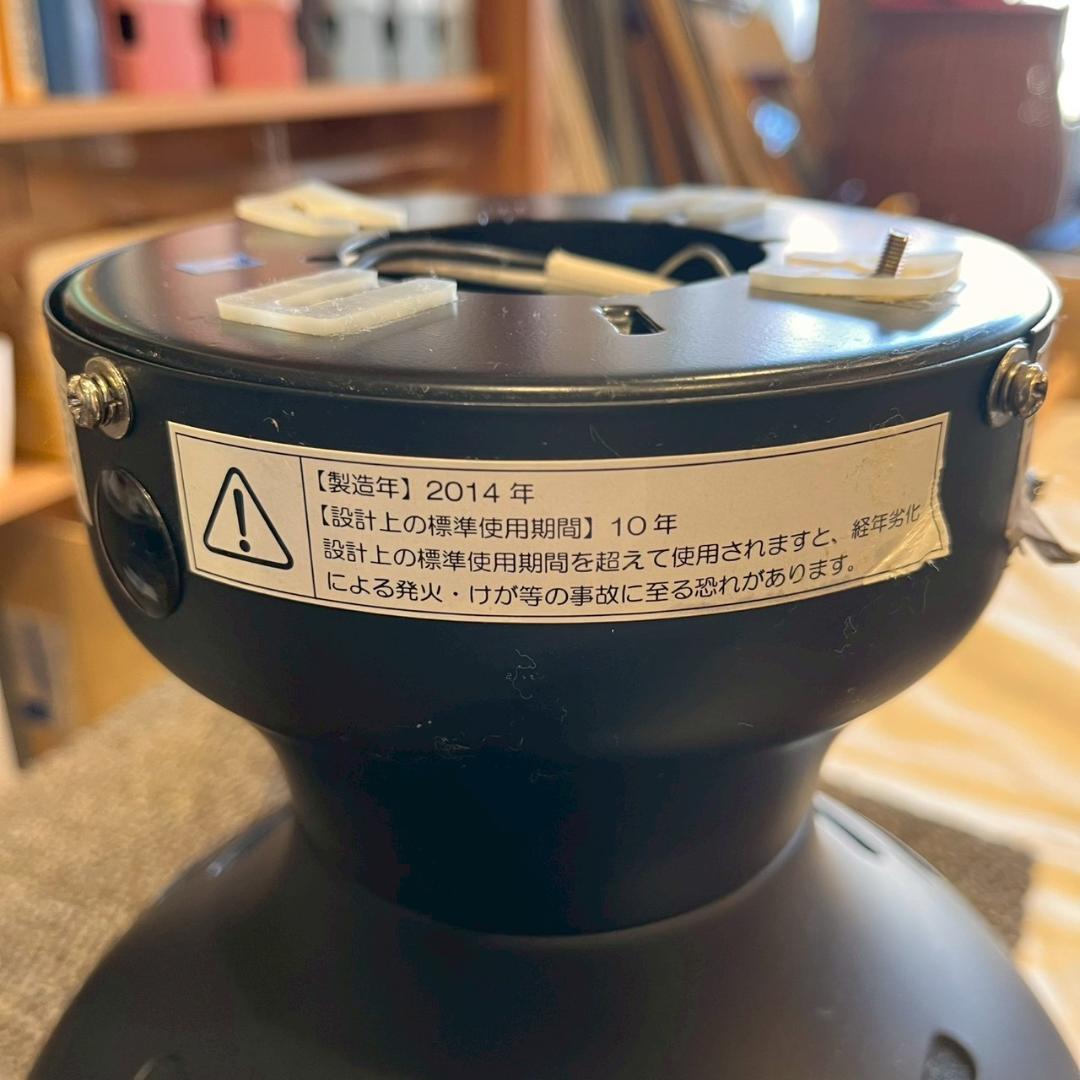 【製造年】2014 年
【設計上の標準使用期間】10 年
設計上の標準使用期間を超えて使用されますと、経年劣化
による発火・けが等の事故に至る恐れがあります。